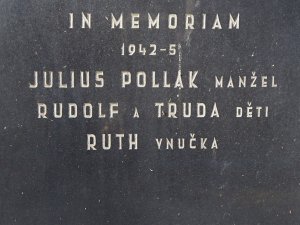 IN MEMORIAM
1942-5
JULIUS POLLAK MANŽEL
RUDOLF A TRUDA DĚTI
RUTH VNUČKA